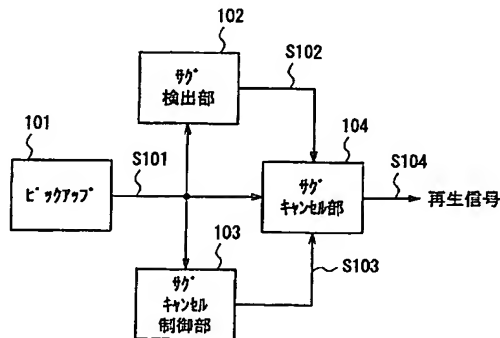 102
S102
サグ
検出部
101
S101
104
S104
ピックアップ
サグ
キャンセル部
再生信号
103
S103
サグ
キャンセル
制御部